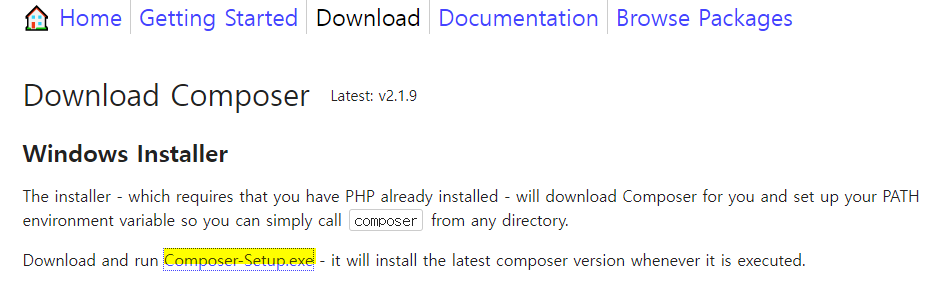 Home Getting Started Download Documentation Browse Packages
Download Composer Latest: v2.1.9
Windows Installer
The installer - which requires that you have PHP already installed - will download Composer for you and set up your PATH
environment variable so you can simply call composer from any directory.
Download and run Composer-Setup.exe - it will install the latest composer version whenever it is executed.